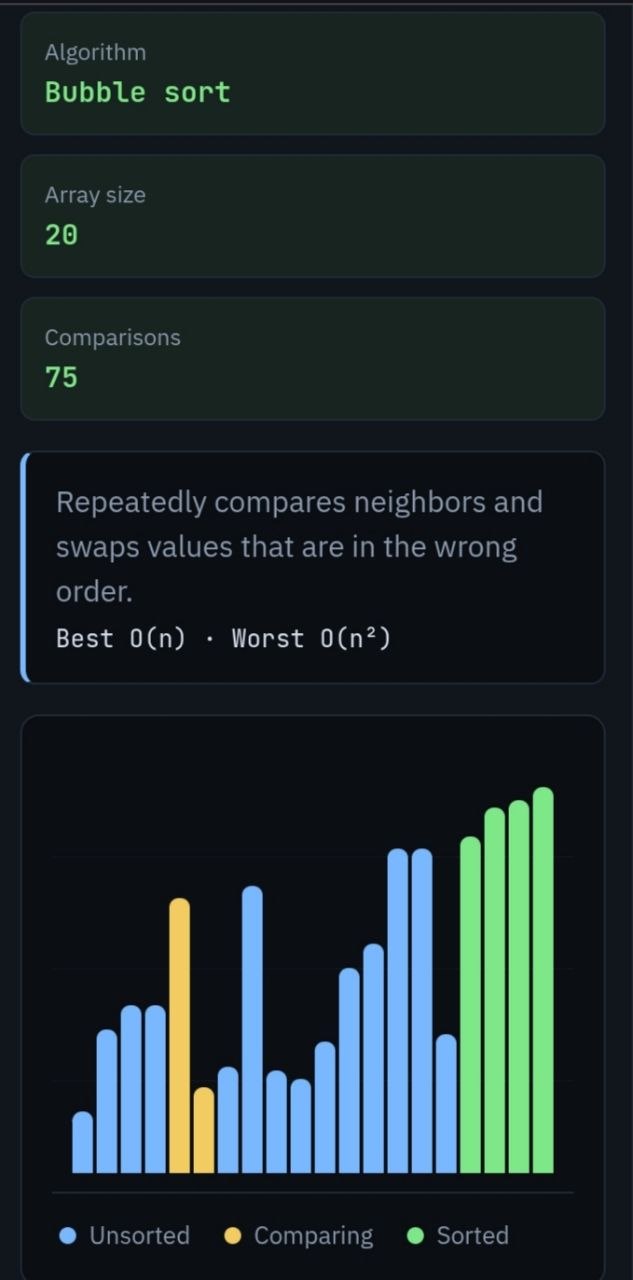 Algorithm
Bubble sort
Array size
20
Comparisons
75
Repeatedly compares neighbors and
swaps values that are in the wrong
order.
Best O(n) · Worst O(n²)
Unsorted Comparing Sorted